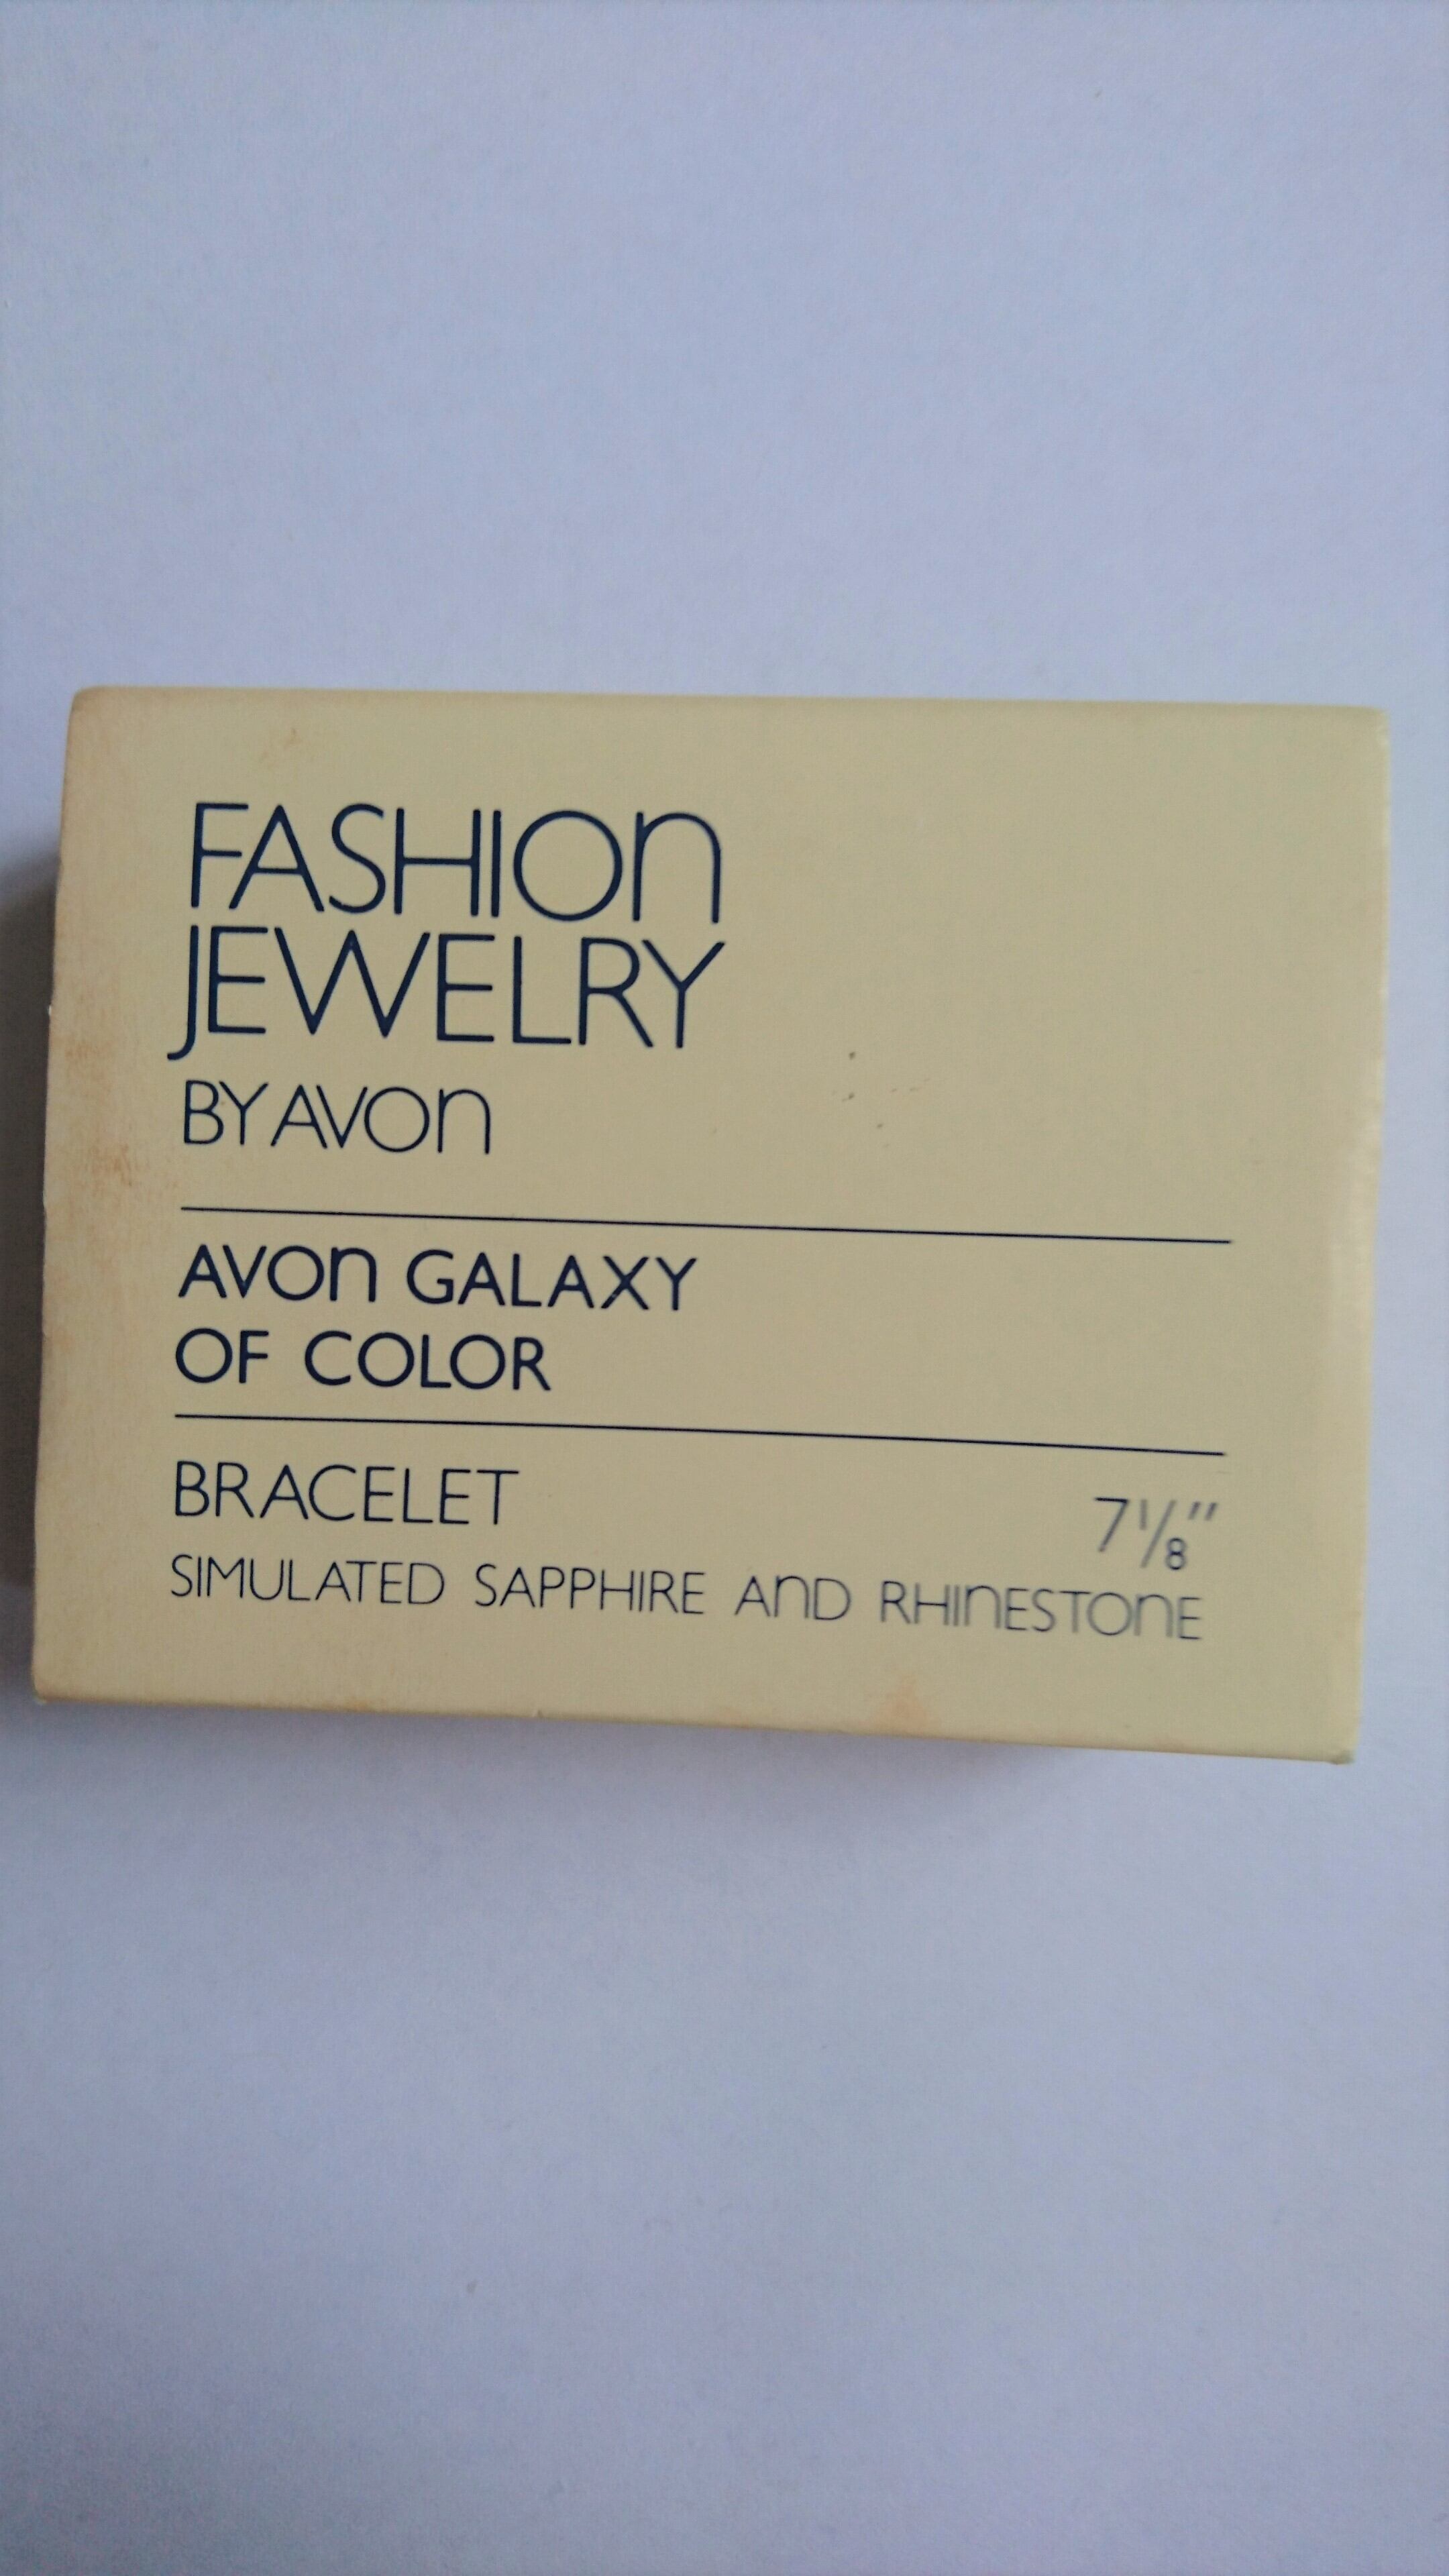 FASHION
JEWELRY
BY AVON
AVON GALAXY
OF COLOR
BRACELET 7 1/8"
SIMULATED SAPPHIRE AND RHINESTONE